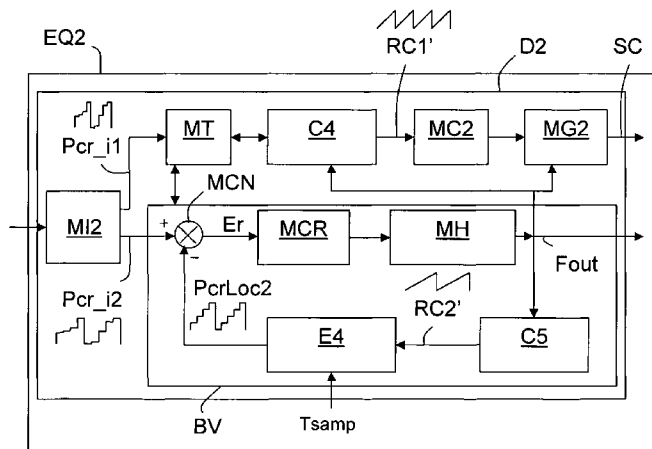 EQ2
RC1'
D2
SC
Pcr_i1
MT
C4
MC2
MG2
MCN
MI2
+
Er
MCR
MH
−
Fout
Pcr_i2
PcrLoc2
RC2'
E4
C5
BV
Tsamp